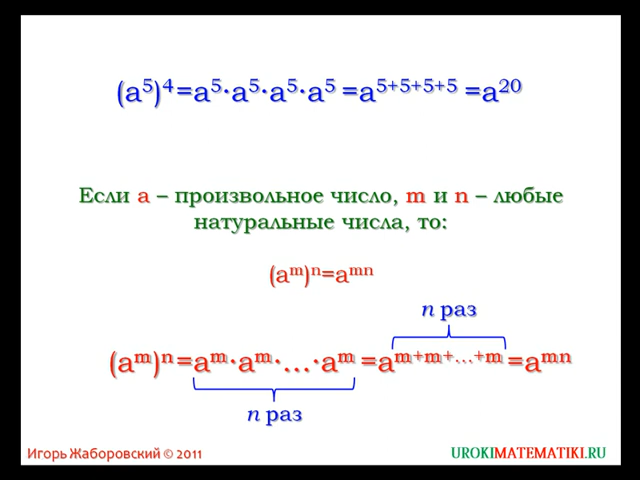 (a⁵)⁴=a⁵·a⁵·a⁵·a⁵=a⁵⁺⁵⁺⁵⁺⁵=a²⁰
Если a – произвольное число, m и n – любые
натуральные числа, то:
(aᵐ)ⁿ=aᵐⁿ
n раз
(aᵐ)ⁿ=aᵐ·aᵐ·…·aᵐ=aᵐ⁺ᵐ⁺…⁺ᵐ=aᵐⁿ
n раз
Игорь Жаборовский © 2011
UROKIMATEMATIKI.RU